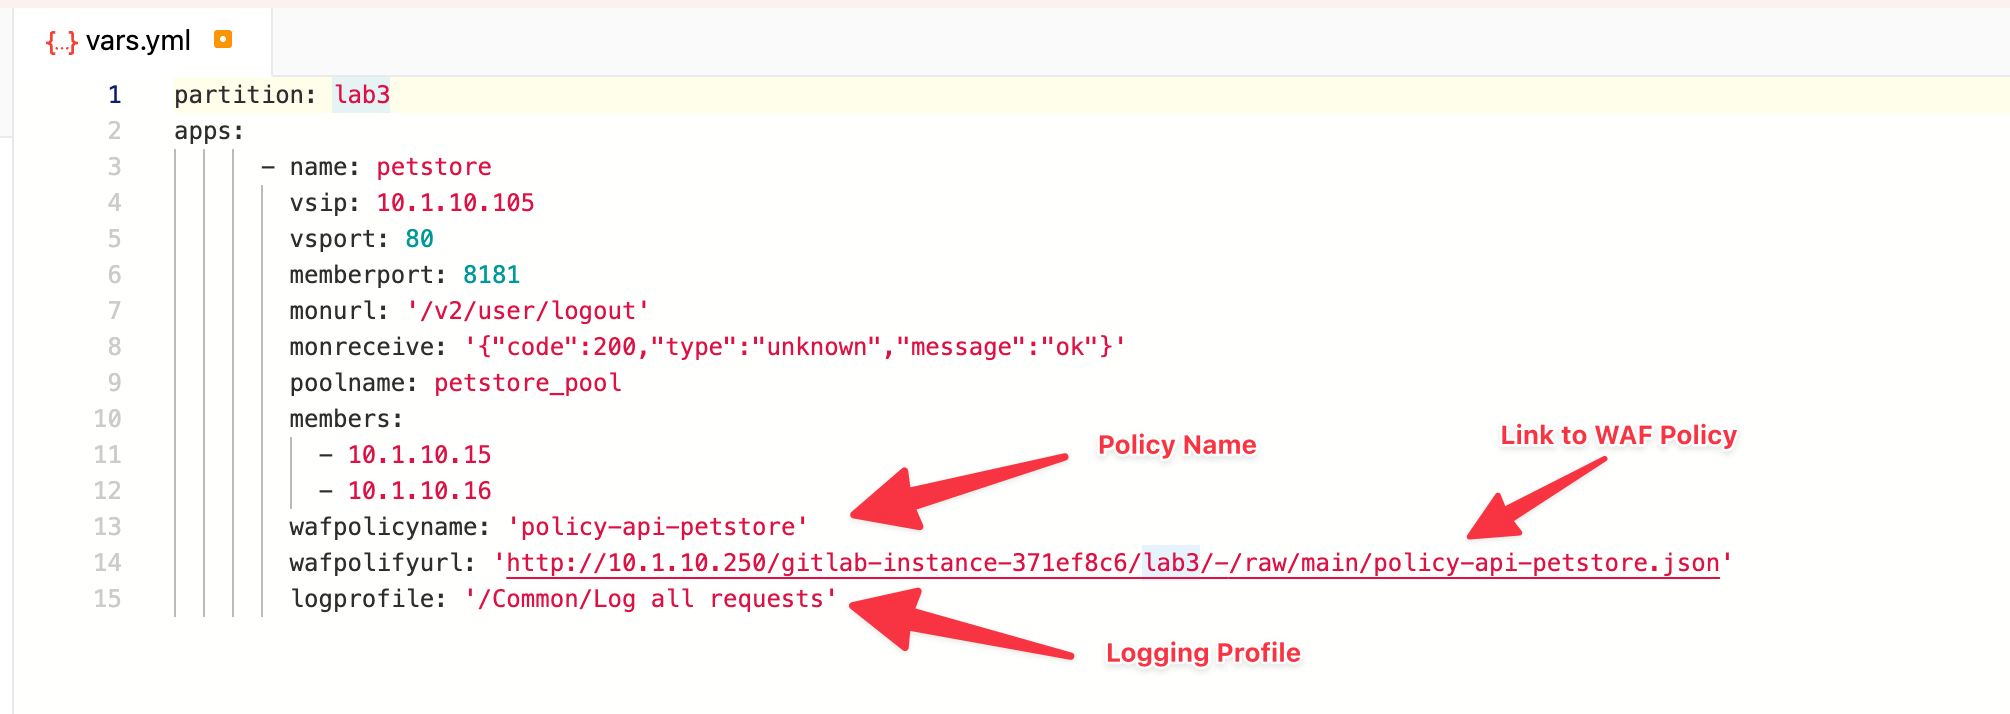 {...} vars.yml
1 partition: lab3
2 apps:
3 - name: petstore
4 vsip: 10.1.10.105
5 vsport: 80
6 memberport: 8181
7 monurl: '/v2/user/logout'
8 monreceive: '{"code":200,"type":"unknown","message":"ok"}'
9 poolname: petstore_pool
10 members:
11 - 10.1.10.15
12 - 10.1.10.16
Policy Name
Link to WAF Policy
13 wafpolicyname: 'policy-api-petstore'
14 wafpolifyurl: 'http://10.1.10.250/gitlab-instance-371ef8c6/lab3/-/raw/main/policy-api-petstore.json'
15 logprofile: '/Common/Log all requests'
Logging Profile